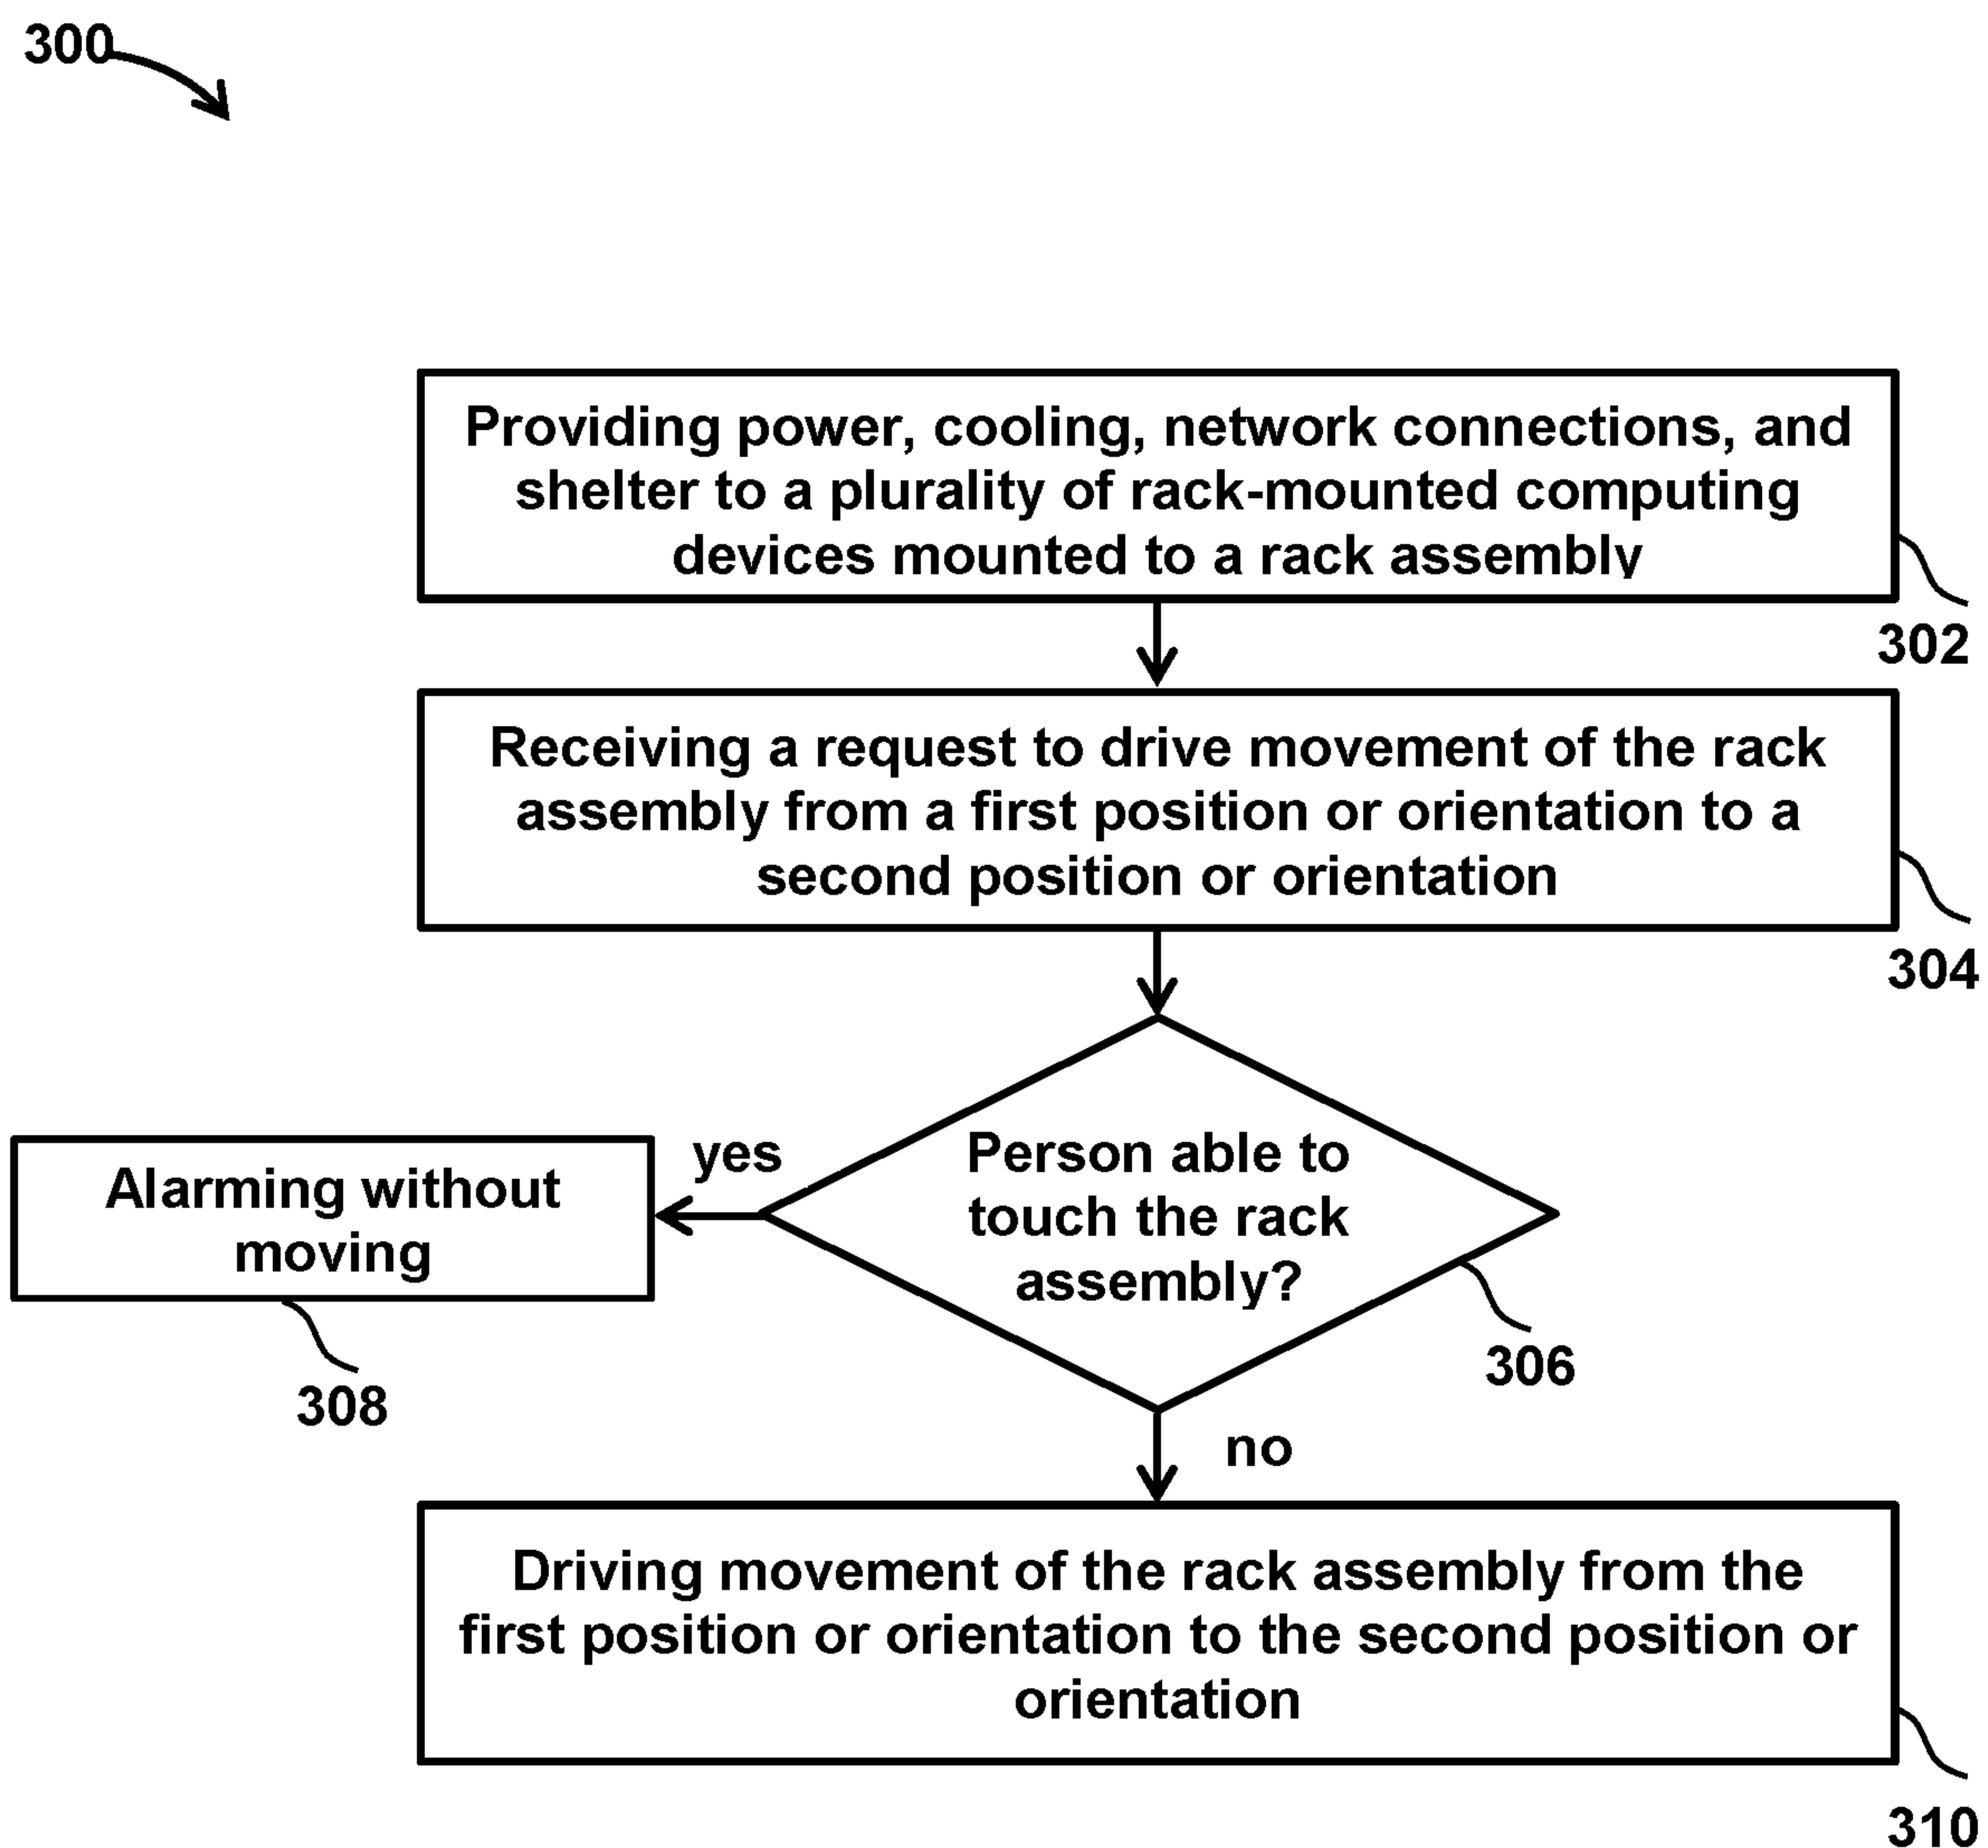 300
Providing power, cooling, network connections, and
shelter to a plurality of rack-mounted computing
devices mounted to a rack assembly
302
Receiving a request to drive movement of the rack
assembly from a first position or orientation to a
second position or orientation
304
Person able to
touch the rack
assembly?
306
yes
Alarming without
moving
308
no
Driving movement of the rack assembly from the
first position or orientation to the second position or
orientation
310